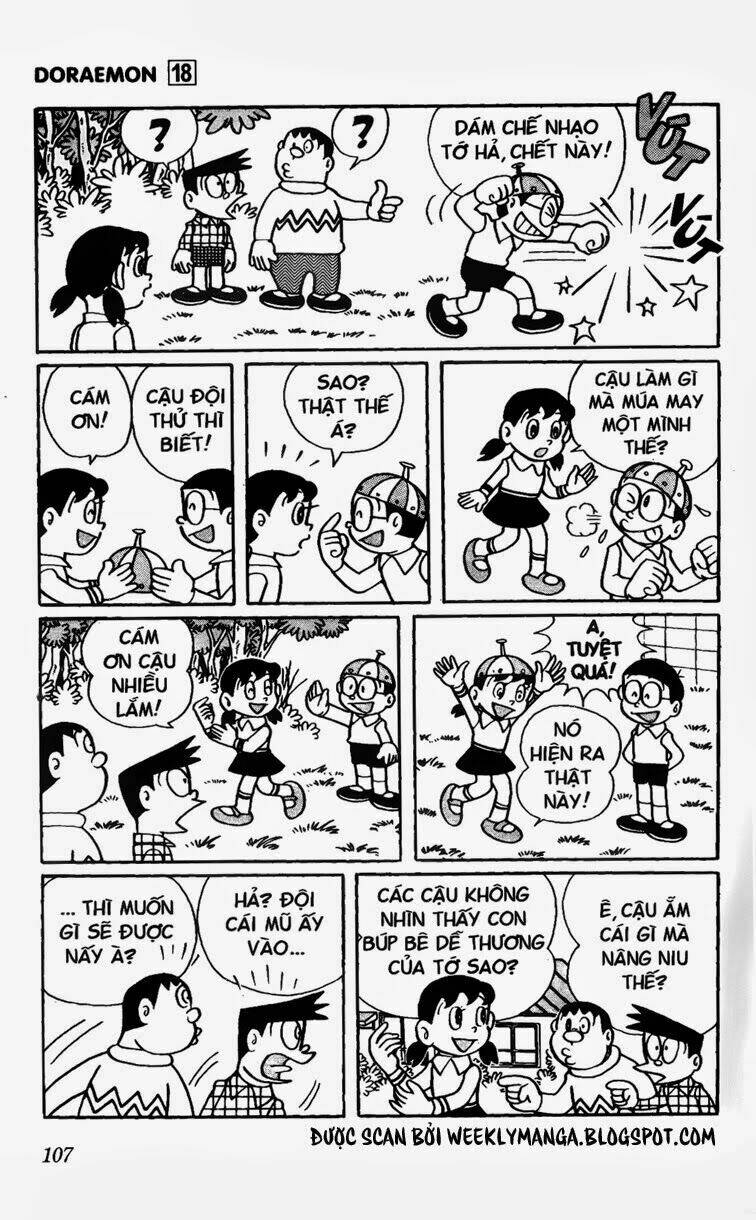 DORAEMON 18
VÚT
VÚT
DÁM CHẾ NHẠO
TỚ HẢ, CHẾT NÀY!
?
?
CẬU LÀM GÌ
MÀ MÚA MAY
MỘT MÌNH
THẾ?
SAO?
THẬT THẾ
Á?
CẬU ĐỘI
THỬ THÌ
BIẾT!
CÁM
ƠN!
A,
TUYỆT
QUÁ!
NÓ
HIỆN RA
THẬT
NÀY!
CÁM
ƠN CẬU
NHIỀU
LẮM!
Ê, CẬU ẴM
CÁI GÌ MÀ
NÂNG NIU
THẾ?
CÁC CẬU KHÔNG
NHÌN THẤY CON
BÚP BÊ DỄ THƯƠNG
CỦA TỚ SAO?
HẢ? ĐỘI
CÁI MŨ ẤY
VÀO...
... THÌ MUỐN
GÌ SẼ ĐƯỢC
NẤY À?
ĐƯỢC SCAN BỞI WEEKLYMANGA.BLOGSPOT.COM
107